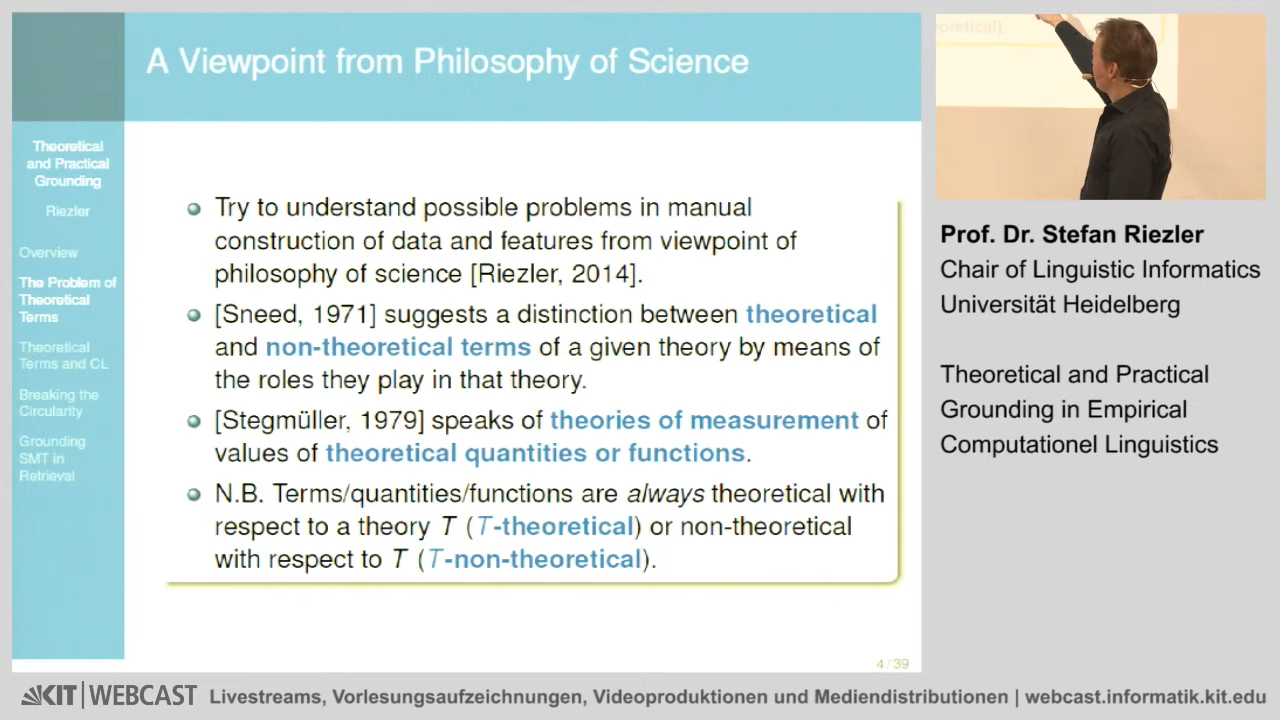 A Viewpoint from Philosophy of Science
Theoretical
and Practical
Grounding
Riezler
Overview
The Problem of
Theoretical
Terms
Theoretical
Terms and CL
Breaking the
Circularity
Grounding
SMT in
Retrieval
Try to understand possible problems in manual
construction of data and features from viewpoint of
philosophy of science [Riezler, 2014].
[Sneed, 1971] suggests a distinction between theoretical
and non-theoretical terms of a given theory by means of
the roles they play in that theory.
[Stegmüller, 1979] speaks of theories of measurement of
values of theoretical quantities or functions.
N.B. Terms/quantities/functions are always theoretical with
respect to a theory T (T-theoretical) or non-theoretical
with respect to T (T-non-theoretical).
4/39
oretical)
Prof. Dr. Stefan Riezler
Chair of Linguistic Informatics
Universität Heidelberg
Theoretical and Practical
Grounding in Empirical
Computationel Linguistics
KIT | WEBCAST Livestreams, Vorlesungsaufzeichnungen, Videoproduktionen und Mediendistributionen | webcast.informatik.kit.edu